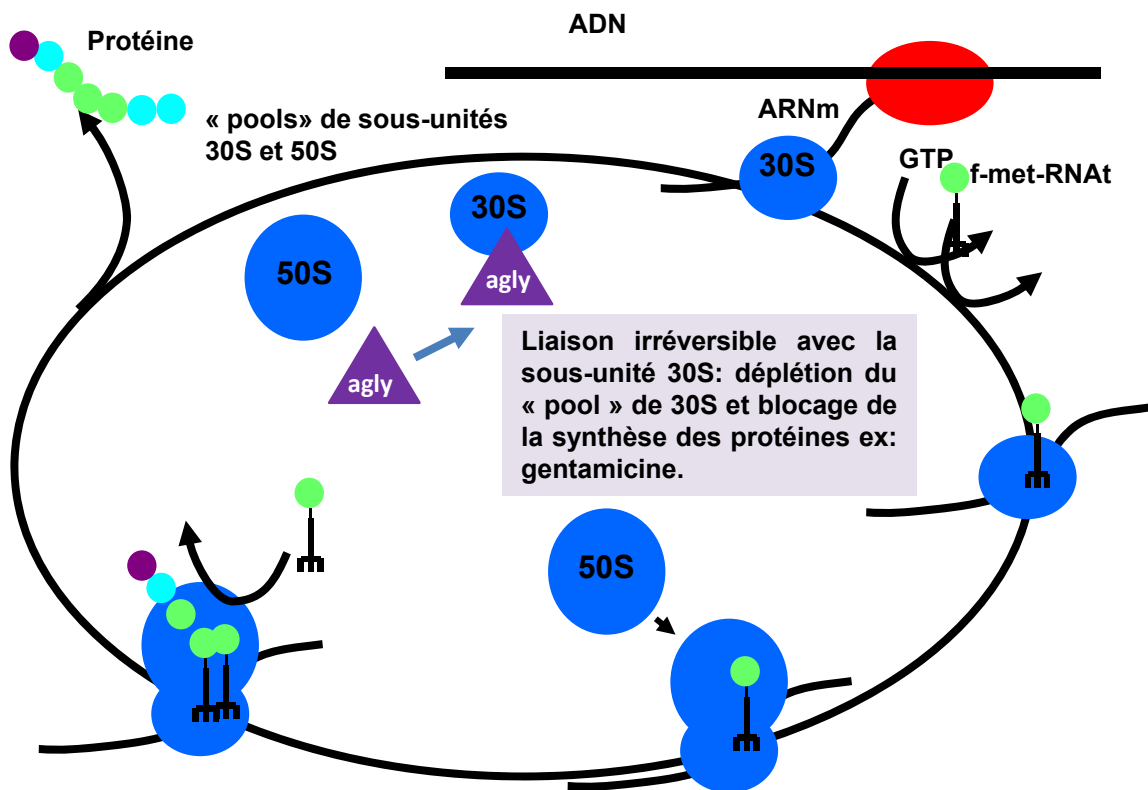 ADN
Protéine
« pools» de sous-unités
30S et 50S
ARNm
30S
GTP
f-met-RNAt
30S
50S
agly
agly
Liaison irréversible avec la
sous-unité 30S: déplétion du
« pool » de 30S et blocage de
la synthèse des protéines ex:
gentamicine.
50S